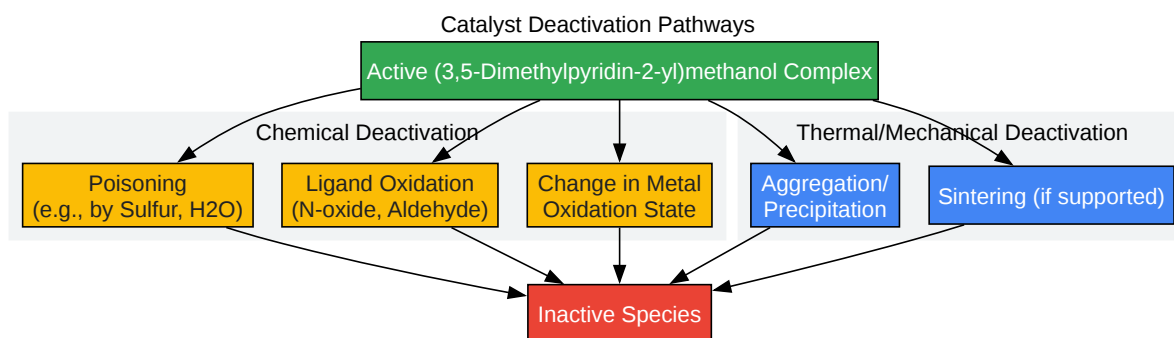 Catalyst Deactivation Pathways
Active (3,5-Dimethylpyridin-2-yl)methanol Complex
Chemical Deactivation
Thermal/Mechanical Deactivation
Poisoning
(e.g., by Sulfur, H2O)
Ligand Oxidation
(N-oxide, Aldehyde)
Change in Metal
Oxidation State
Aggregation/
Precipitation
Sintering (if supported)
Inactive Species